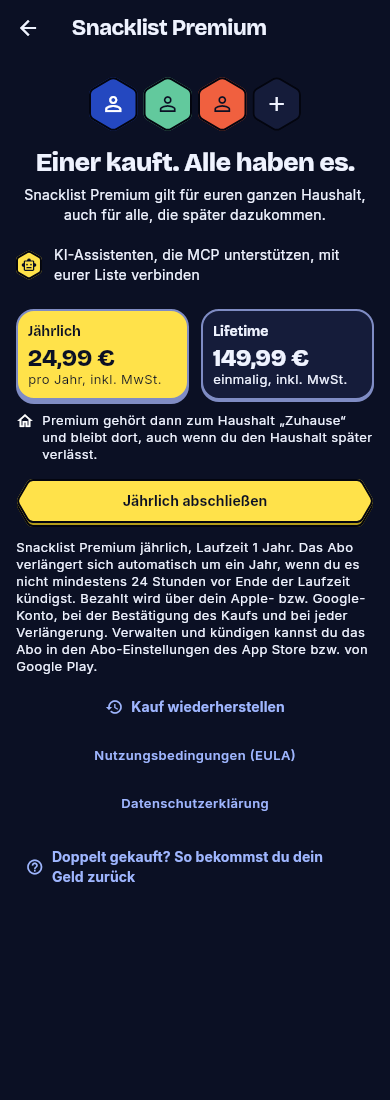 Snacklist Premium
Einer kauft. Alle haben es.
Snacklist Premium gilt für euren ganzen Haushalt,
auch für alle, die später dazukommen.
KI-Assistenten, die MCP unterstützen, mit
eurer Liste verbinden
Jährlich
24,99 €
pro Jahr, inkl. MwSt.
Lifetime
149,99 €
einmalig, inkl. MwSt.
Premium gehört dann zum Haushalt „Zuhause“
und bleibt dort, auch wenn du den Haushalt später
verlässt.
Jährlich abschließen
Snacklist Premium jährlich, Laufzeit 1 Jahr. Das Abo
verlängert sich automatisch um ein Jahr, wenn du es
nicht mindestens 24 Stunden vor Ende der Laufzeit
kündigst. Bezahlt wird über dein Apple- bzw. Google-
Konto, bei der Bestätigung des Kaufs und bei jeder
Verlängerung. Verwalten und kündigen kannst du das
Abo in den Abo-Einstellungen des App Store bzw. von
Google Play.
Kauf wiederherstellen
Nutzungsbedingungen (EULA)
Datenschutzerklärung
Doppelt gekauft? So bekommst du dein
Geld zurück